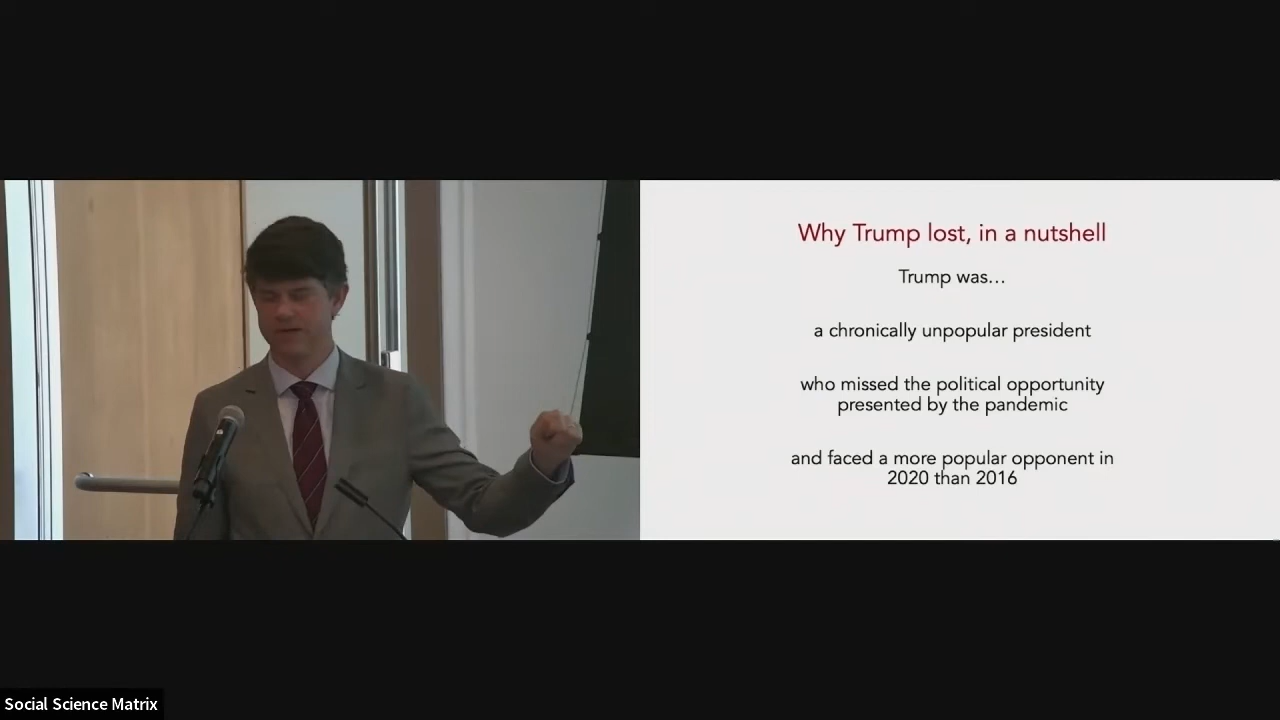 Why Trump lost, in a nutshell
Trump was…
a chronically unpopular president
who missed the political opportunity
presented by the pandemic
and faced a more popular opponent in
2020 than 2016
Social Science Matrix